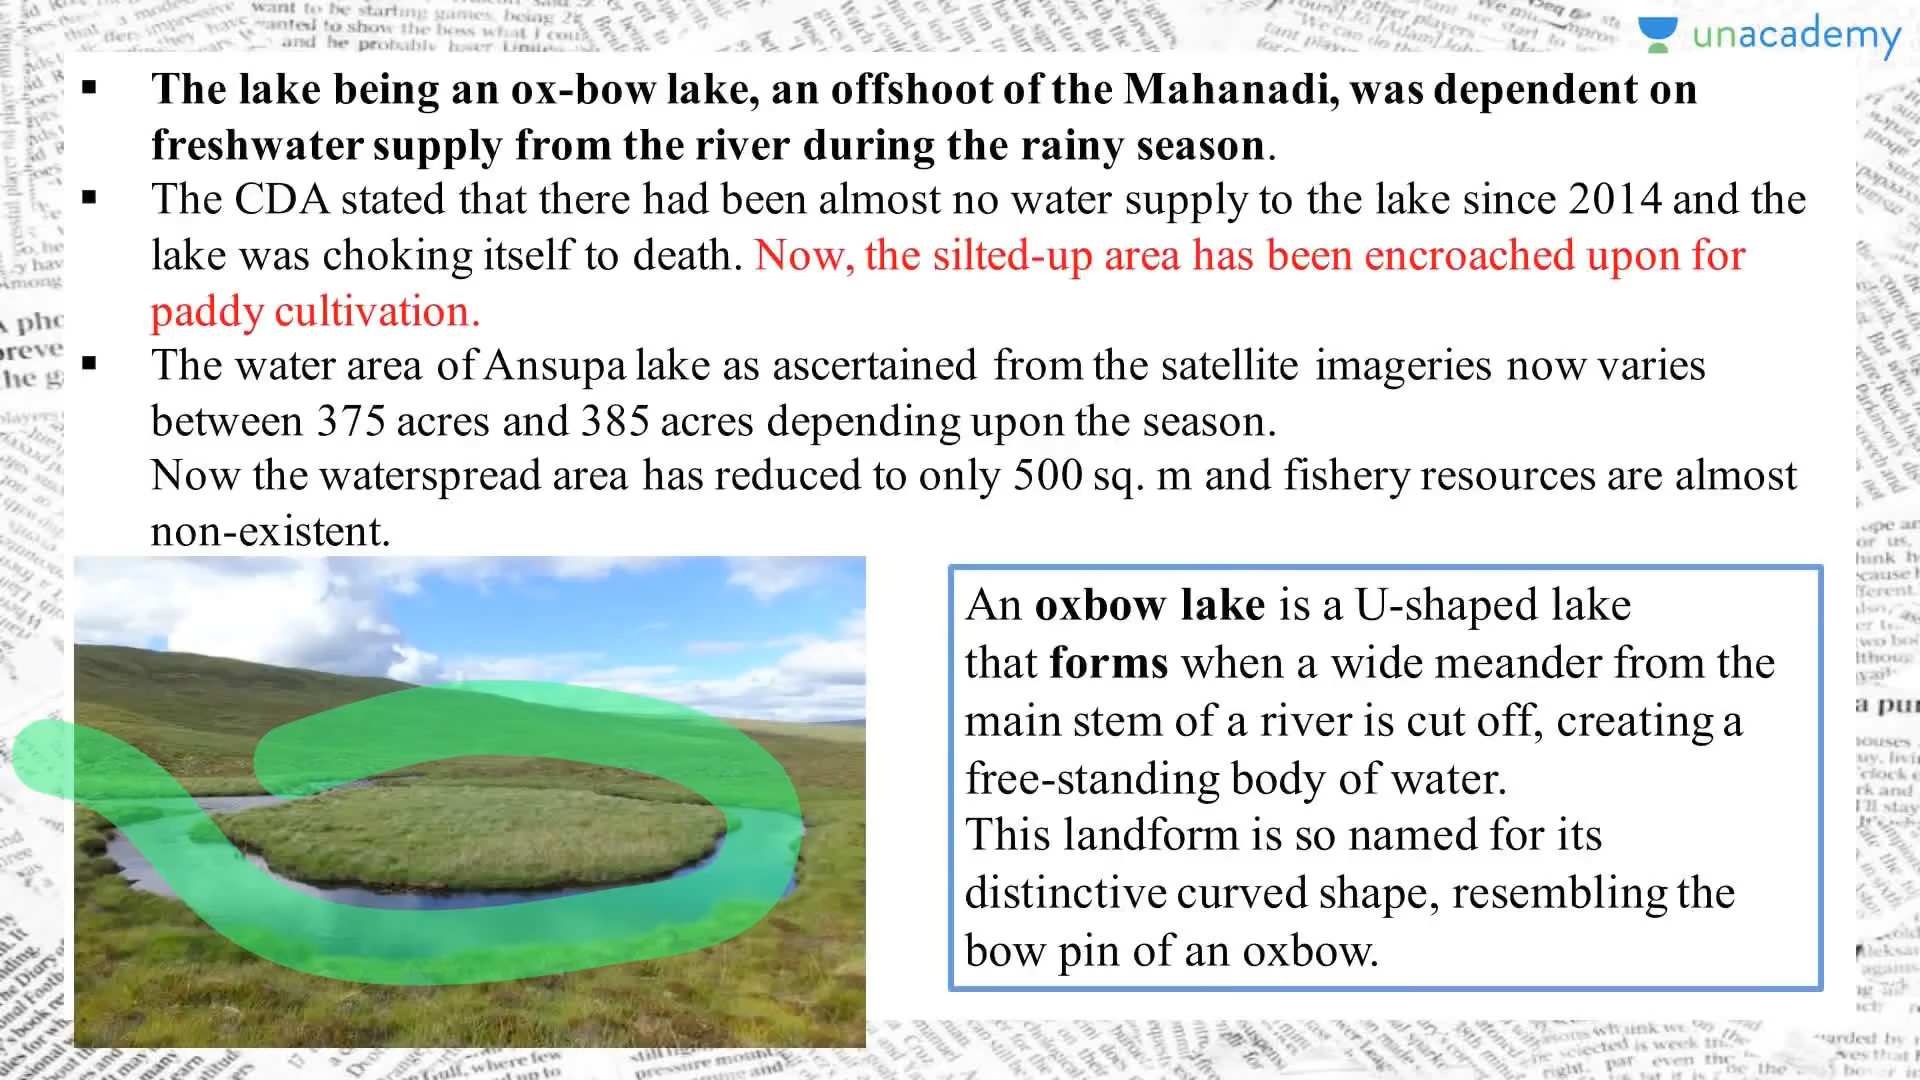 unacademy
▪ The lake being an ox-bow lake, an offshoot of the Mahanadi, was dependent on
freshwater supply from the river during the rainy season.
▪ The CDA stated that there had been almost no water supply to the lake since 2014 and the
lake was choking itself to death. Now, the silted-up area has been encroached upon for
paddy cultivation.
▪ The water area of Ansupa lake as ascertained from the satellite imageries now varies
between 375 acres and 385 acres depending upon the season.
Now the waterspread area has reduced to only 500 sq. m and fishery resources are almost
non-existent.
An oxbow lake is a U-shaped lake
that forms when a wide meander from the
main stem of a river is cut off, creating a
free-standing body of water.
This landform is so named for its
distinctive curved shape, resembling the
bow pin of an oxbow.